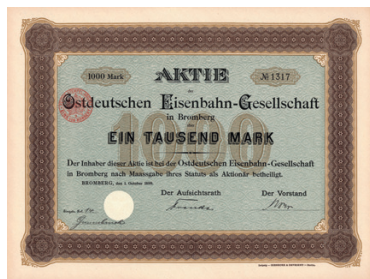 1000 Mark
AKTIE
№ 1317
der
Ostdeutschen Eisenbahn-Gesellschaft
in Bromberg
über
EIN TAUSEND MARK
1000
Der Inhaber dieser Aktie ist bei der Ostdeutschen Eisenbahn-Gesellschaft
in Bromberg nach Maassgabe ihres Statuts als Aktionär betheiligt.
BROMBERG, den 1. Oktober
Der Aufsichtsrath
Der Vorstand